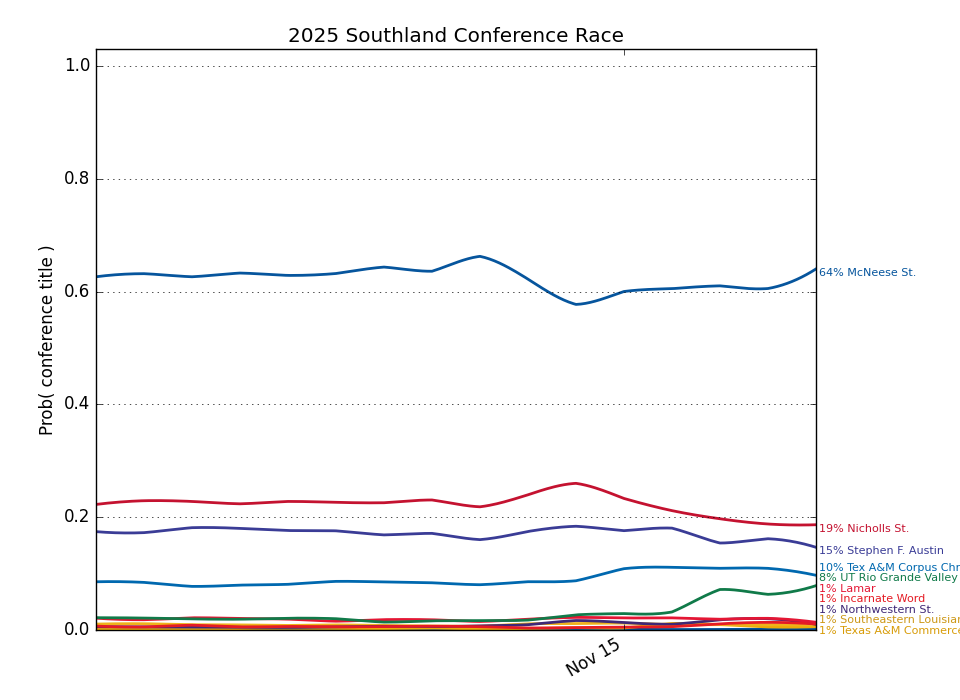 2025 Southland Conference Race
1.0
0.8
0.6
0.4
0.2
0.0
Prob( conference title )
Nov 15
64% McNeese St.
19% Nicholls St.
15% Stephen F. Austin
10% Tex A&M Corpus Chr
8% UT Rio Grande Valley
1% Lamar
1% Incarnate Word
1% Northwestern St.
1% Southeastern Louisian
1% Texas A&M Commerce